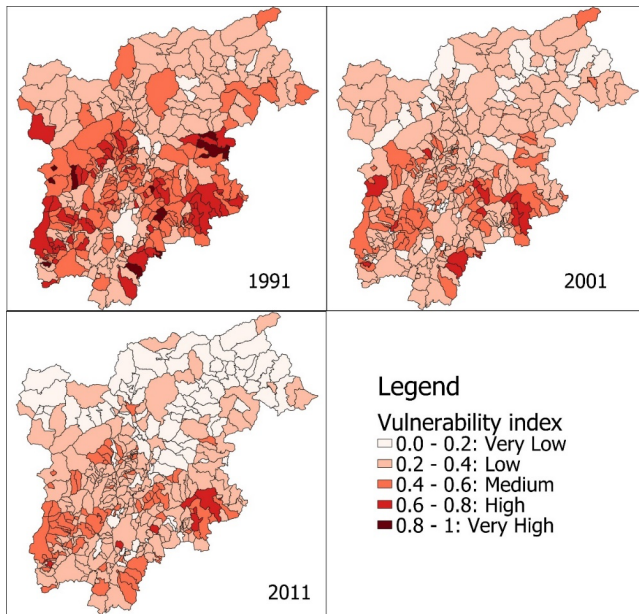 1991
2001
2011
Legend
Vulnerability index
0.0 - 0.2: Very Low
0.2 - 0.4: Low
0.4 - 0.6: Medium
0.6 - 0.8: High
0.8 - 1: Very High